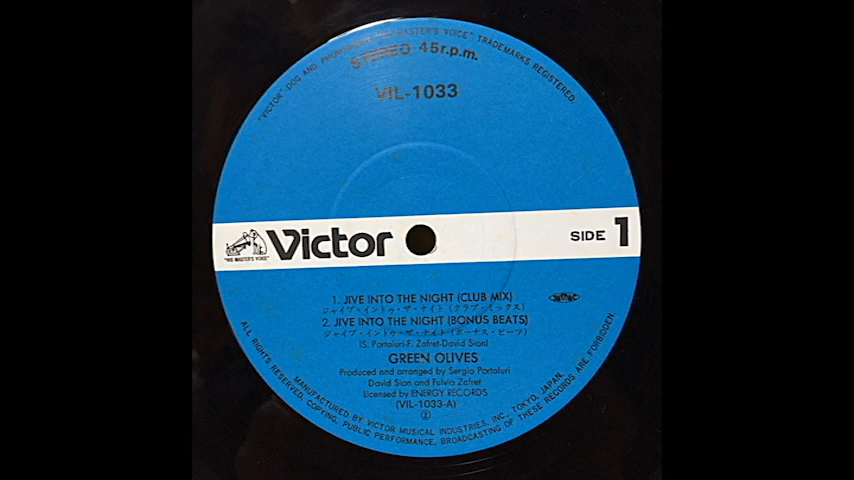 "VICTOR" DOG AND PHONOGRAPH "HIS MASTER'S VOICE" TRADEMARKS REGISTERED.
STEREO 45r.p.m.
VIL-1033
Victor
"HIS MASTER'S VOICE"
SIDE 1
1. JIVE INTO THE NIGHT (CLUB MIX)
ジャイブ・イントゥ・ザ・ナイト (クラブ・ミックス)
2. JIVE INTO THE NIGHT (BONUS BEATS)
ジャイブ・イントゥ・ザ・ナイト (ボーナス・ビーツ)
(S. Portaluri-F. Zafret-David Sion)
GREEN OLIVES
Produced and arranged by Sergio Portaluri
David Sion and Fulvio Zafret
Licensed by ENERGY RECORDS
(VIL-1033-A)
MANUFACTURED BY VICTOR MUSICAL INDUSTRIES, INC., TOKYO, JAPAN.
ALL RIGHTS RESERVED, COPYING, PUBLIC PERFORMANCE, BROADCASTING OF THESE RECORDS ARE FORBIDDEN.